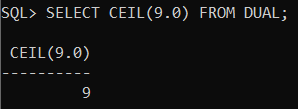 SQL> SELECT CEIL(9.0) FROM DUAL;
CEIL(9.0)
----------
9